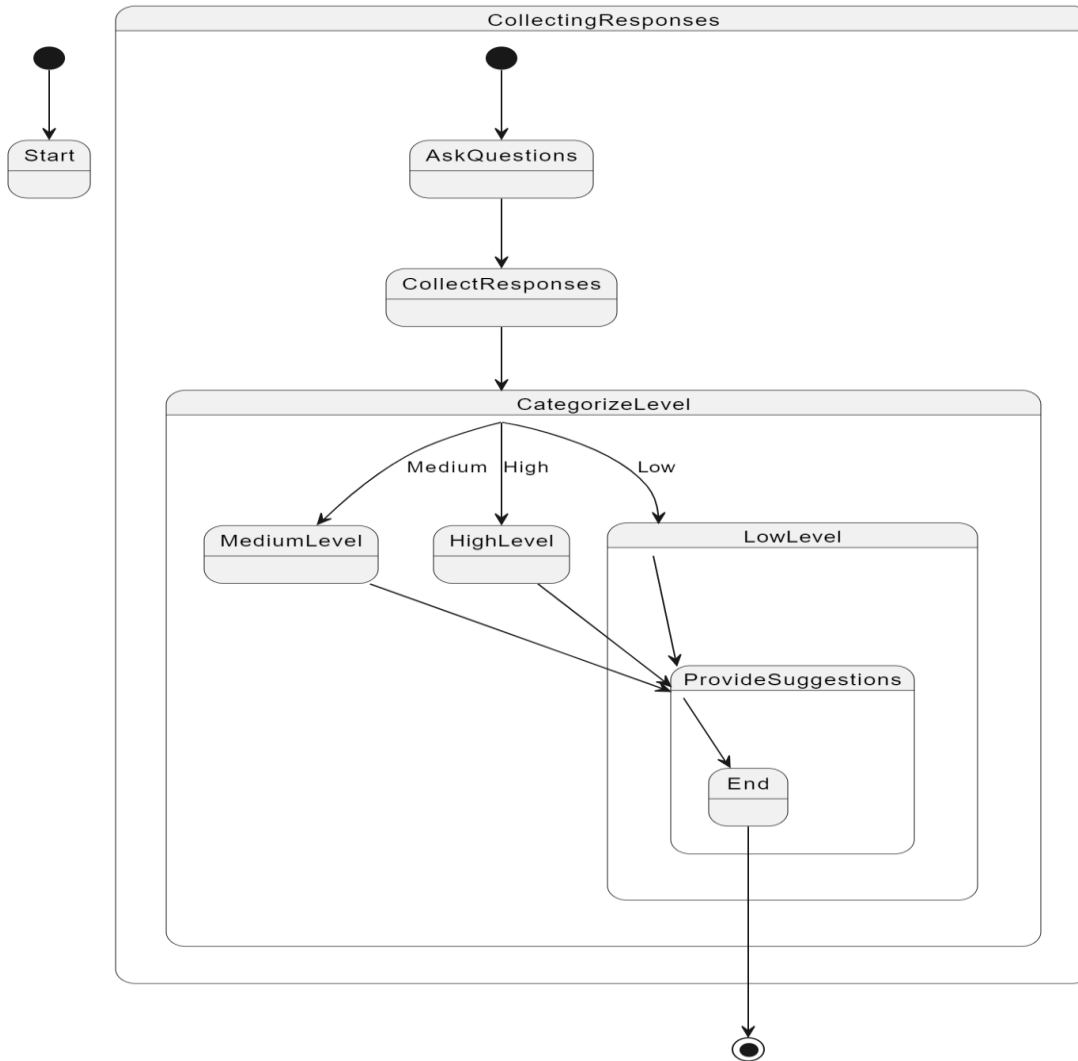 CollectingResponses
Start
AskQuestions
CollectResponses
CategorizeLevel
Medium
High
Low
MediumLevel
HighLevel
LowLevel
ProvideSuggestions
End